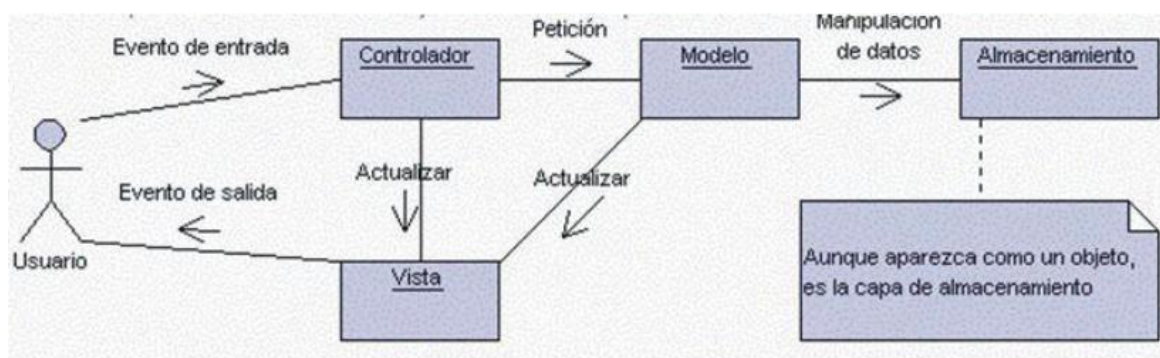 Evento de entrada
Controlador
Petición
Modelo
Manipulacion
de datos
Almacenamiento
Actualizar
Actualizar
Evento de salida
Usuario
Vista
Aunque aparezca como un objeto,
es la capa de almacenamiento